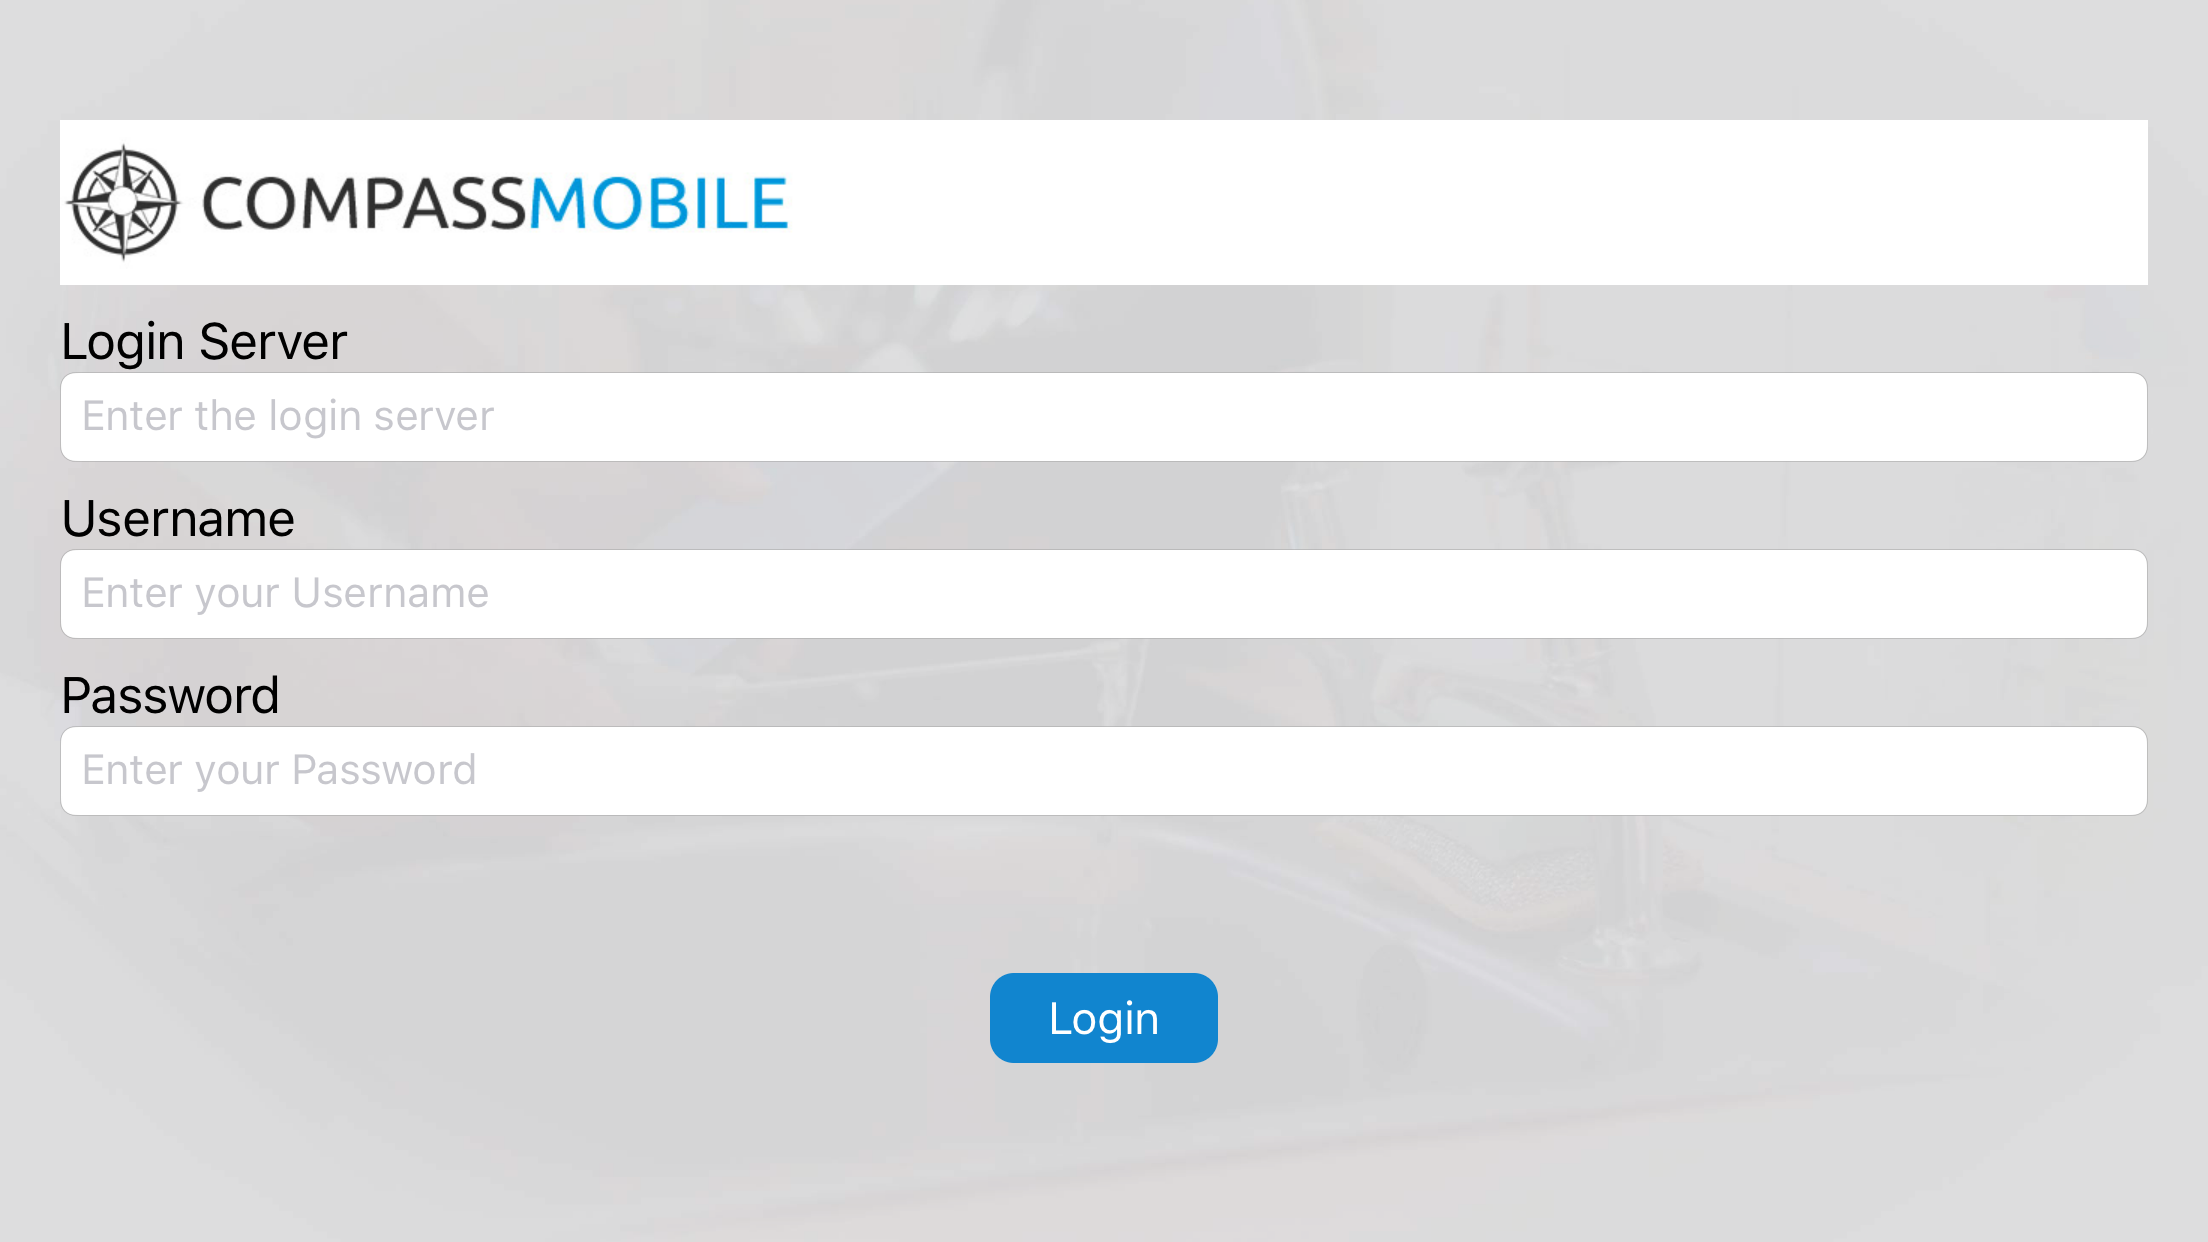 COMPASSMOBILE
Login Server
Enter the login server
Username
Enter your Username
Password
Enter your Password
Login